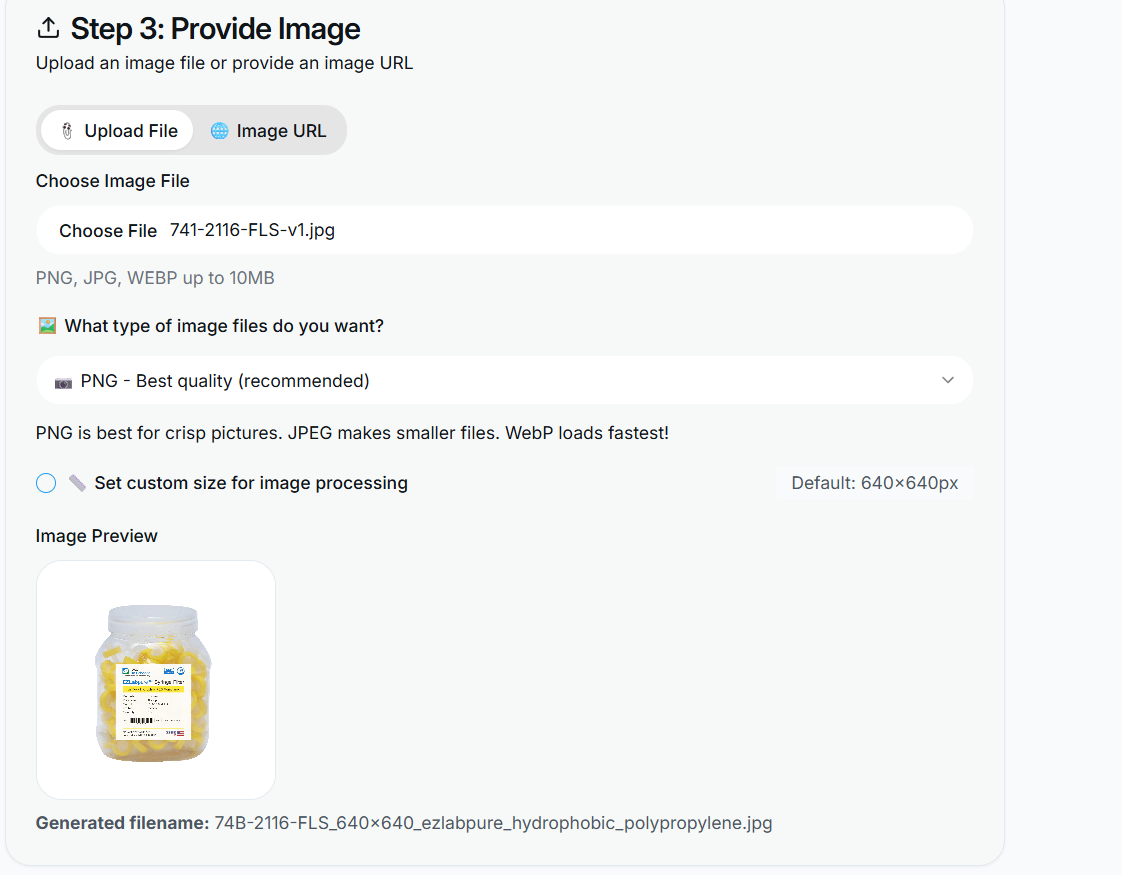 Step 3: Provide Image
Upload an image file or provide an image URL
Upload File
Image URL
Choose Image File
Choose File 741-2116-FLS-v1.jpg
PNG, JPG, WEBP up to 10MB
What type of image files do you want?
PNG - Best quality (recommended)
PNG is best for crisp pictures. JPEG makes smaller files. WebP loads fastest!
Set custom size for image processing
Default: 640×640px
Image Preview
EZLabpure™ Syringe Filter
Generated filename: 74B-2116-FLS_640×640_ezlabpure_hydrophobic_polypropylene.jpg